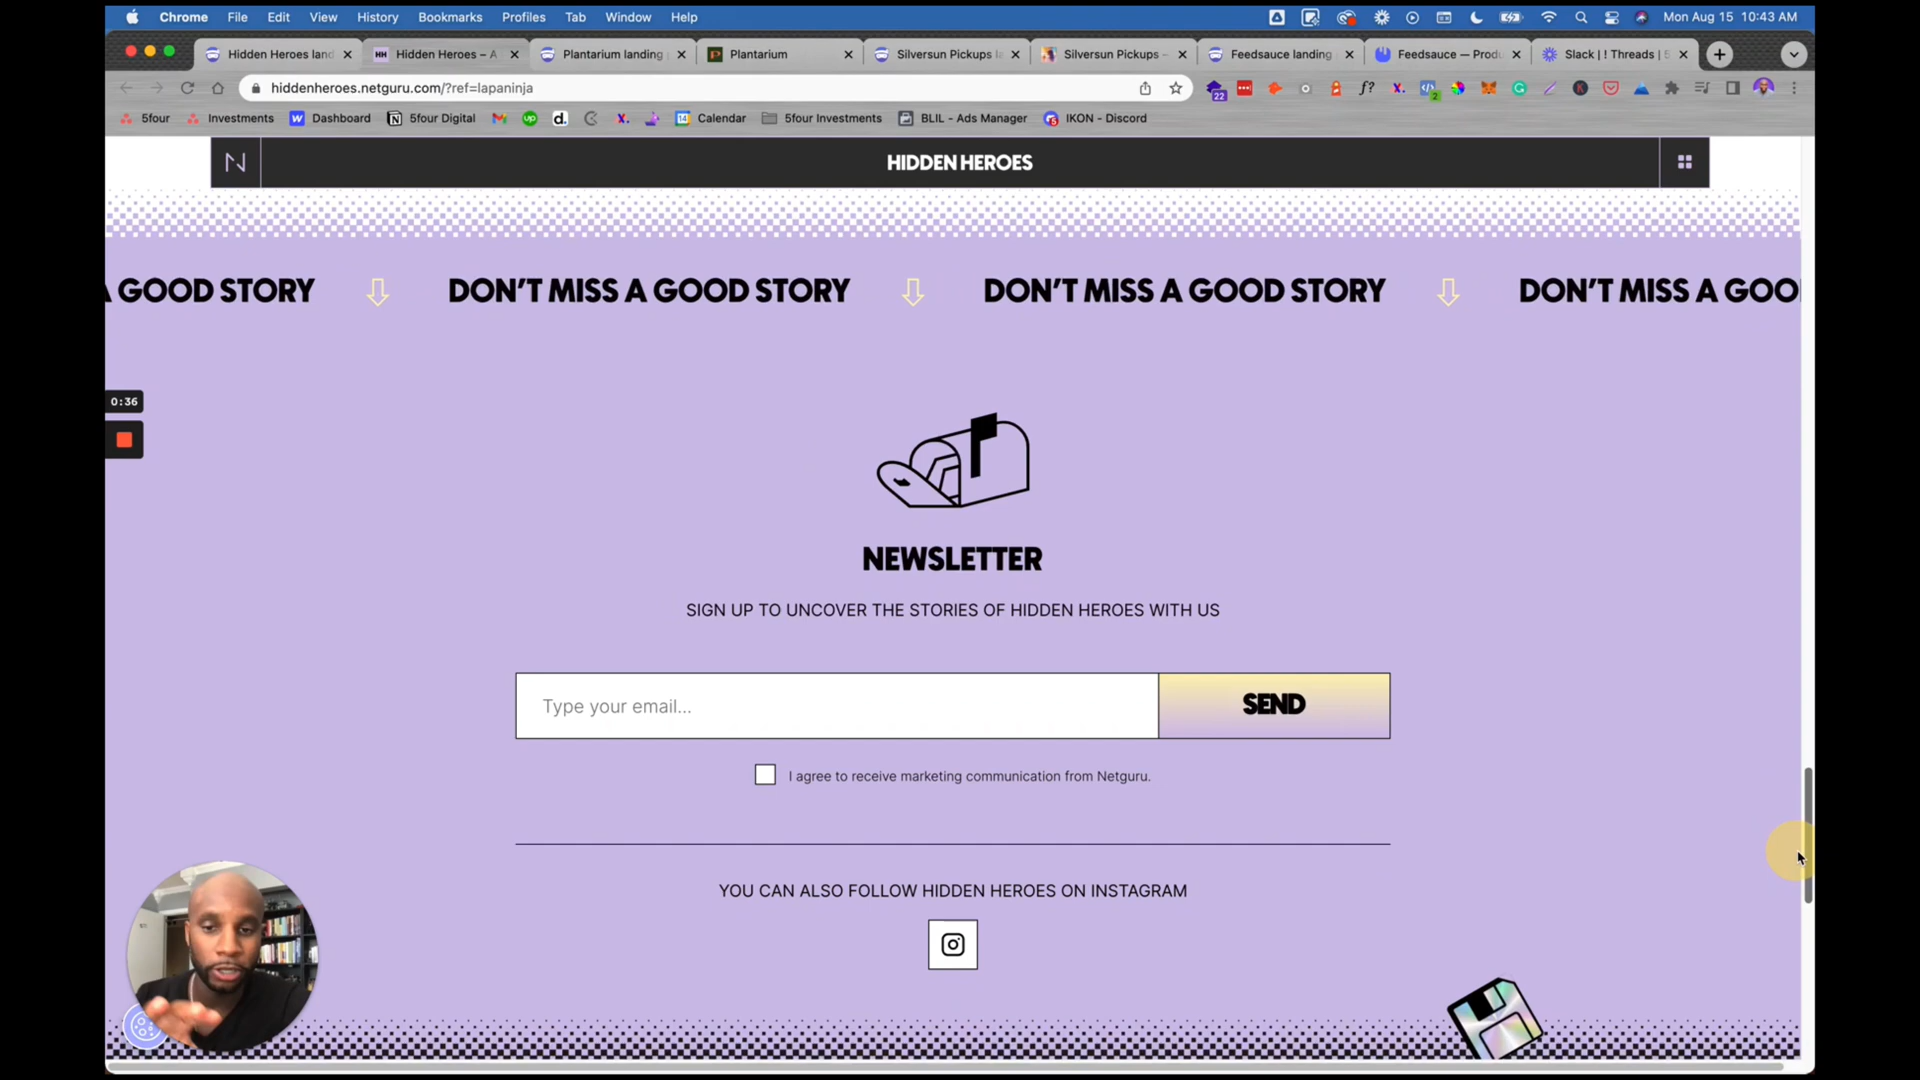 Chrome File Edit View History Bookmarks Profiles Tab Window Help Mon Aug 15 10:43 AM
Hidden Heroes land Hidden Heroes – A Plantarium landing Plantarium Silversun Pickups la Silversun Pickups – Feedsauce landing Feedsauce — Produ Slack | ! Threads | 5
hiddenheroes.netguru.com/?ref=lapaninja
22
2
5four Investments Dashboard 5four Digital Calendar 5four Investments BLIL - Ads Manager IKON - Discord
HIDDEN HEROES
A GOOD STORY DON'T MISS A GOOD STORY DON'T MISS A GOOD STORY DON'T MISS A GOO
0:36
NEWSLETTER
SIGN UP TO UNCOVER THE STORIES OF HIDDEN HEROES WITH US
Type your email...
SEND
I agree to receive marketing communication from Netguru.
YOU CAN ALSO FOLLOW HIDDEN HEROES ON INSTAGRAM